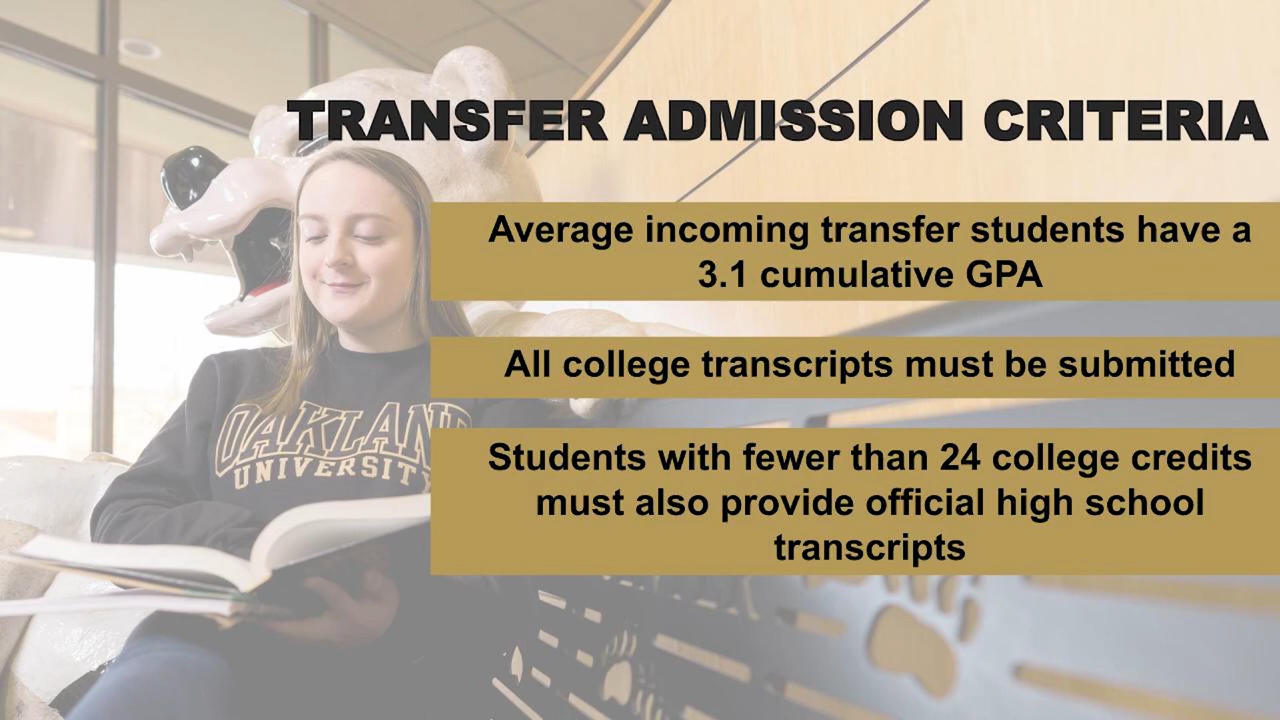 TRANSFER ADMISSION CRITERIA
Average incoming transfer students have a
3.1 cumulative GPA
All college transcripts must be submitted
OAKLAND
UNIVERSITY
Students with fewer than 24 college credits
must also provide official high school
transcripts